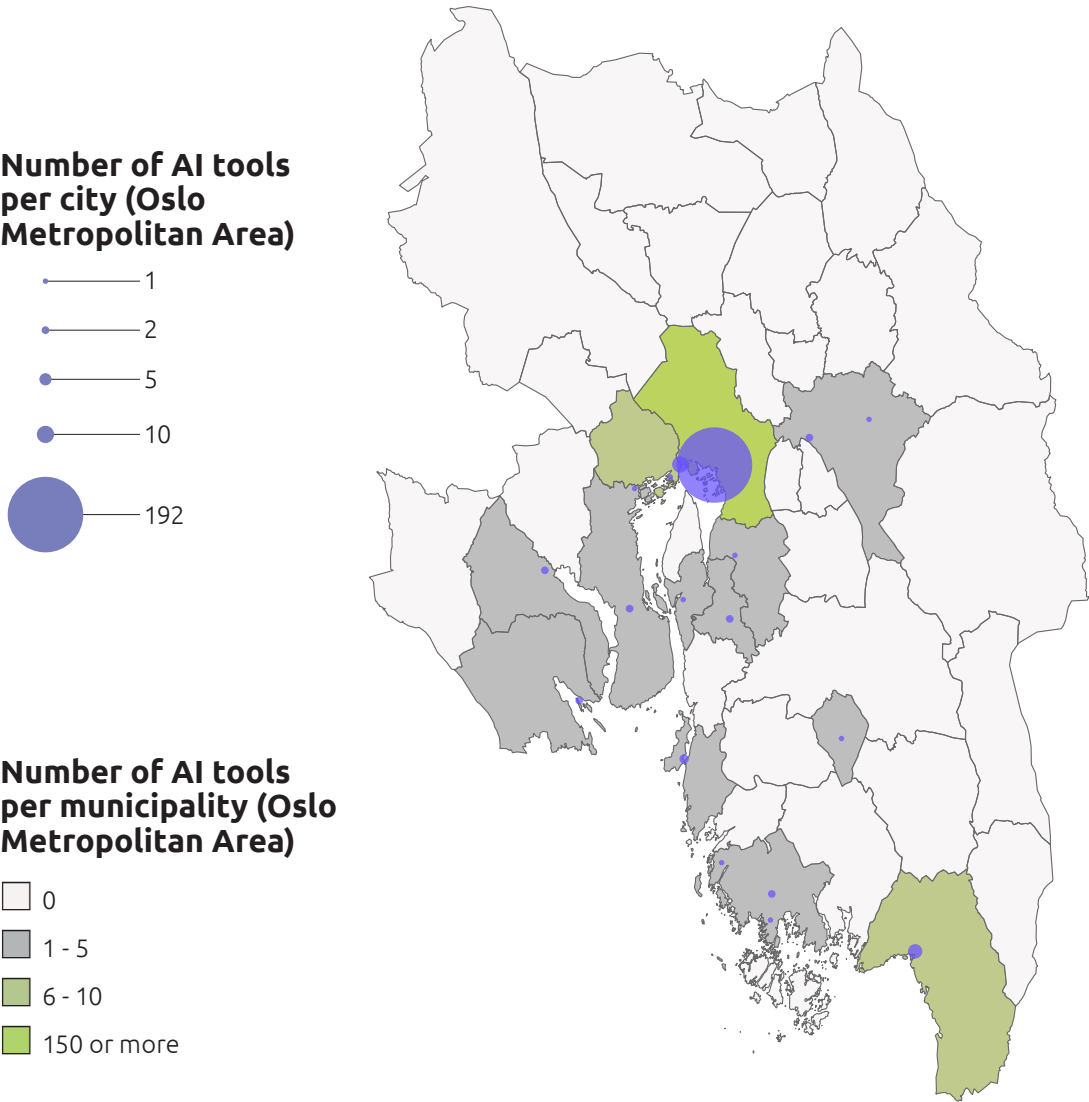 Number of AI tools
per city (Oslo
Metropolitan Area)
1
2
5
10
192
Number of AI tools
per municipality (Oslo
Metropolitan Area)
0
1 - 5
6 - 10
150 or more